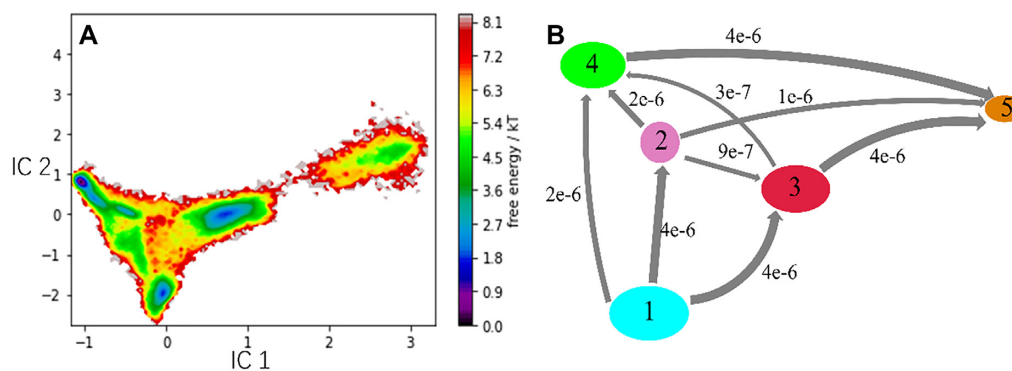 A
4
3
2
1
0
−1
−2
IC 2
−1
0
1
2
3
IC 1
8.1
7.2
6.3
5.4
4.5
3.6
2.7
1.8
0.9
0.0
free energy / kT
B
4e-6
4
3e-7
1e-6
2e-6
5
2
9e-7
4e-6
3
2e-6
4e-6
4e-6
1